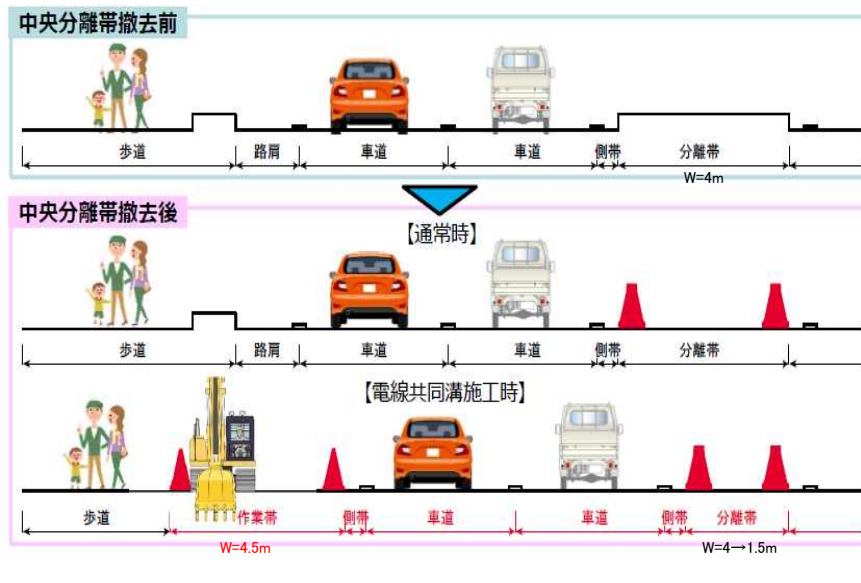 中央分離帯撤去前
歩道 路肩 車道 車道 側帯 分離帯
W=4m
中央分離帯撤去後
【通常時】
歩道 路肩 車道 車道 側帯 分離帯
【電線共同溝施工時】
歩道 作業帯 側帯 車道 車道 側帯 分離帯
W=4.5m W=4→1.5m